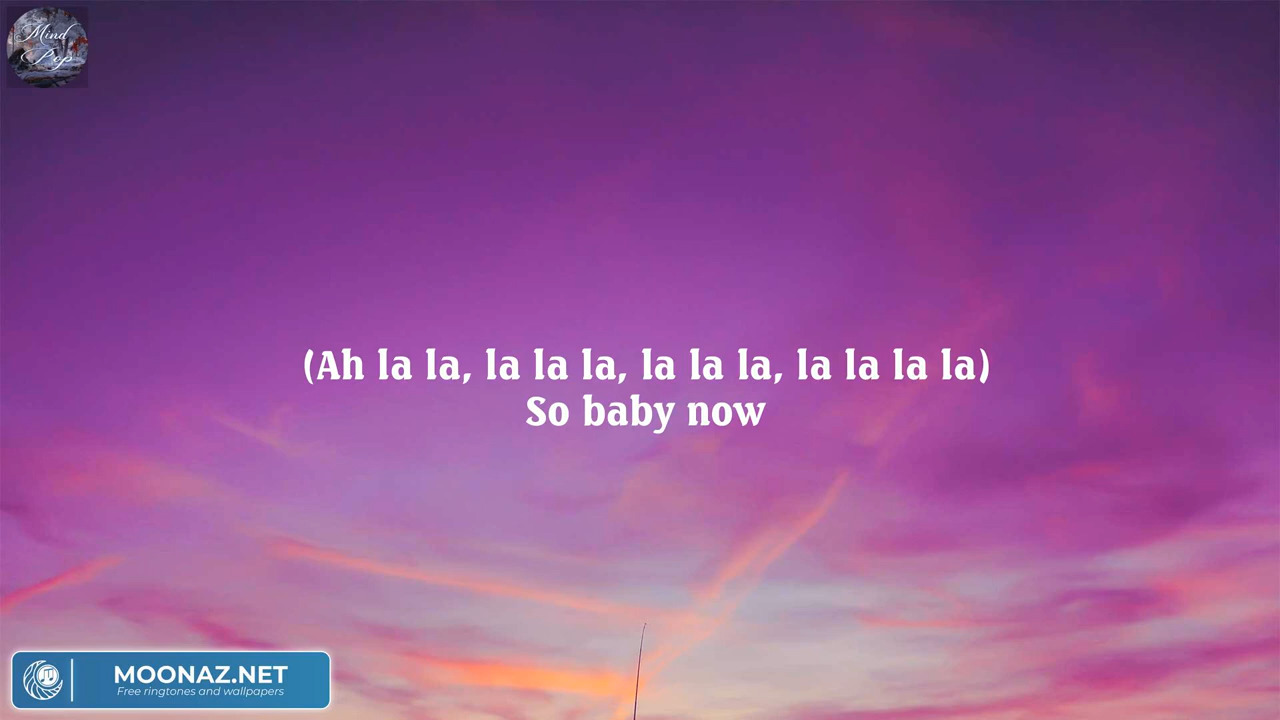 Mind
Pop
(Ah la la, la la la, la la la, la la la la)
So baby now
MOONAZ.NET
Free ringtones and wallpapers